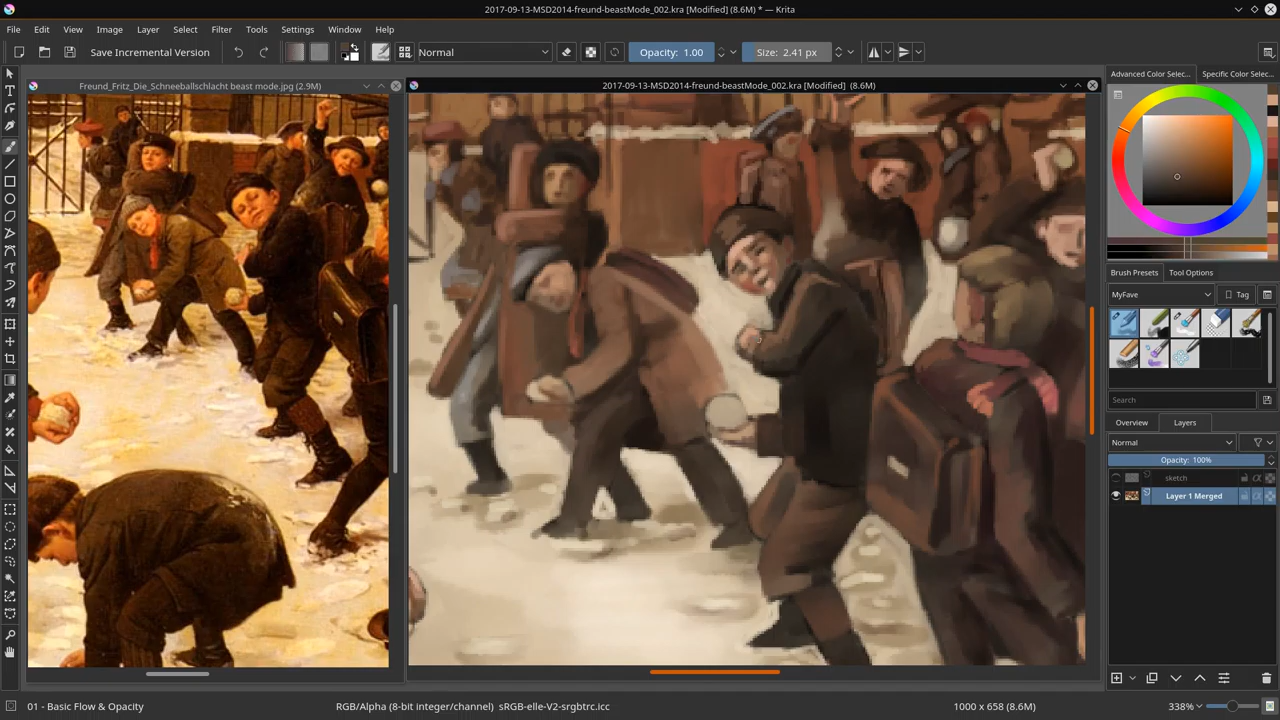 2017-09-13-MSD2014-freund-beastMode_002.kra [Modified] (8.6M) * — Krita
File Edit View Image Layer Select Filter Tools Settings Window Help
Save Incremental Version Normal Opacity: 1.00 Size: 2.41 px
Freund_Fritz_Die_Schneeballschlacht beast mode.jpg (2.9M)
2017-09-13-MSD2014-freund-beastMode_002.kra [Modified] (8.6M)
Advanced Color Selec... Specific Color Selec...
Brush Presets Tool Options
MyFave Tag
Search
Overview Layers
Normal
Opacity: 100%
sketch
Layer 1 Merged
01 - Basic Flow & Opacity RGB/Alpha (8-bit integer/channel) sRGB-elle-V2-srgbtrc.icc 1000 x 658 (8.6M) 338%